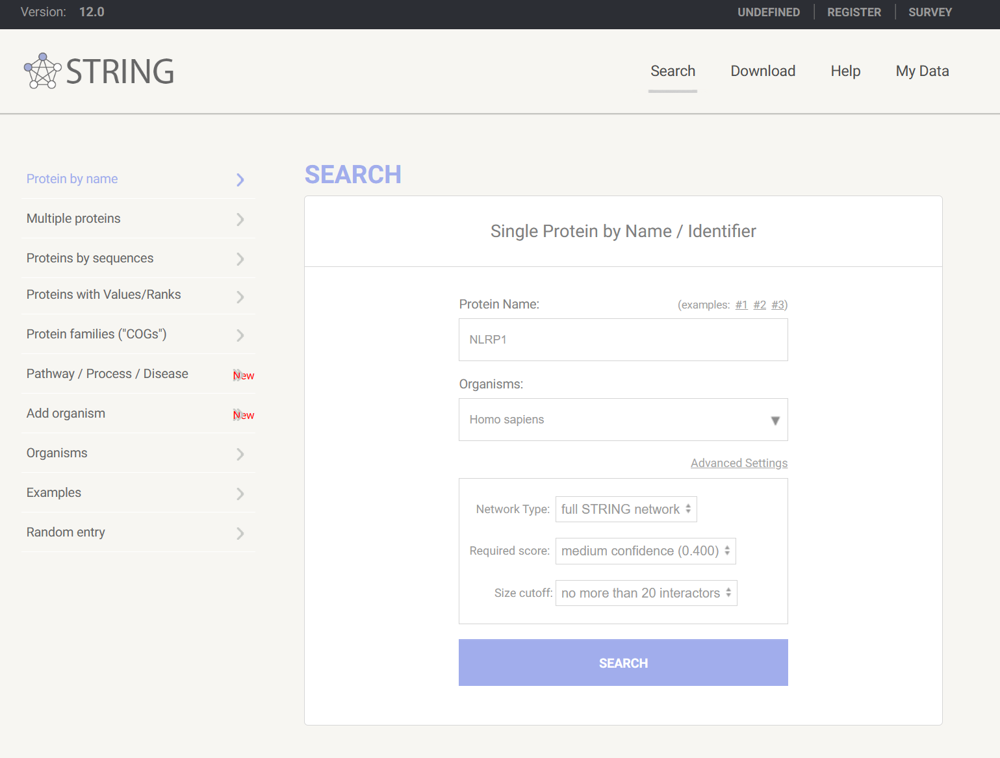 Version: 12.0
UNDEFINED REGISTER SURVEY
STRING
Search Download Help My Data
Protein by name
Multiple proteins
Proteins by sequences
Proteins with Values/Ranks
Protein families ("COGs")
Pathway / Process / Disease New
Add organism New
Organisms
Examples
Random entry
SEARCH
Single Protein by Name / Identifier
Protein Name: (examples: #1 #2 #3)
NLRP1
Organisms:
Homo sapiens
Advanced Settings
Network Type: full STRING network
Required score: medium confidence (0.400)
Size cutoff: no more than 20 interactors
SEARCH